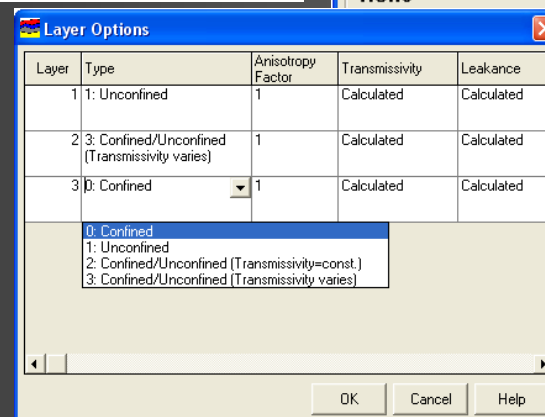 Layer Options
Layer Type Anisotropy Factor Transmissivity Leakance
1 1: Unconfined 1 Calculated Calculated
2 3: Confined/Unconfined (Transmissivity varies) 1 Calculated Calculated
3 0: Confined 1 Calculated Calculated
0: Confined
1: Unconfined
2: Confined/Unconfined (Transmissivity=const.)
3: Confined/Unconfined (Transmissivity varies)
OK Cancel Help